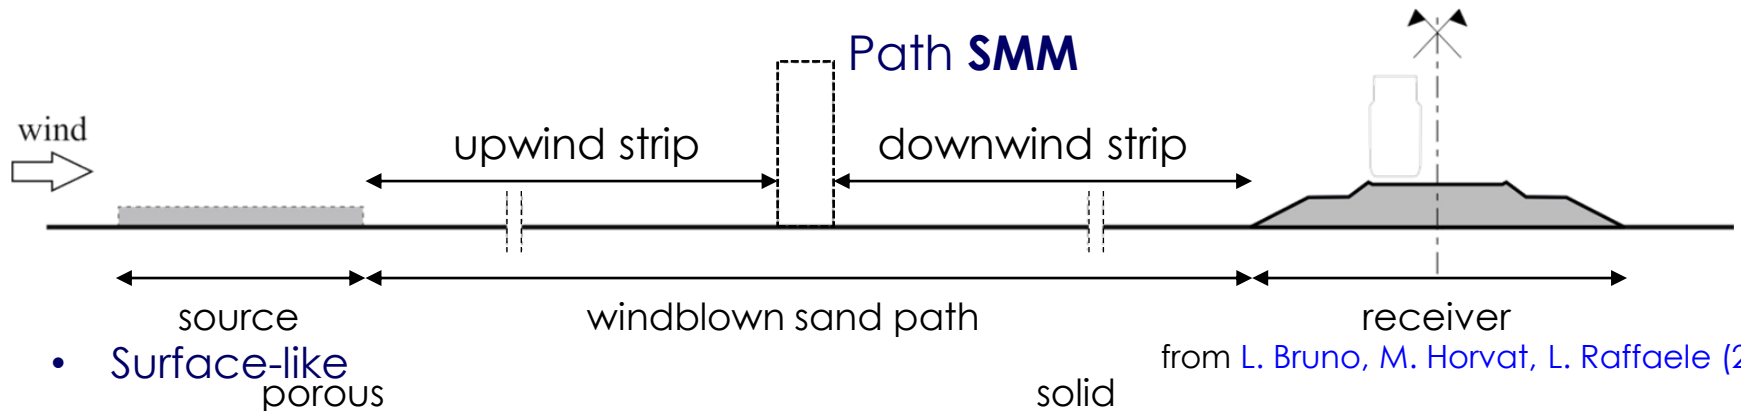 Path SMM
wind
upwind strip
downwind strip
source
windblown sand path
receiver
• Surface-like
from L. Bruno, M. Horvat, L. Raffaele (2
porous
solid